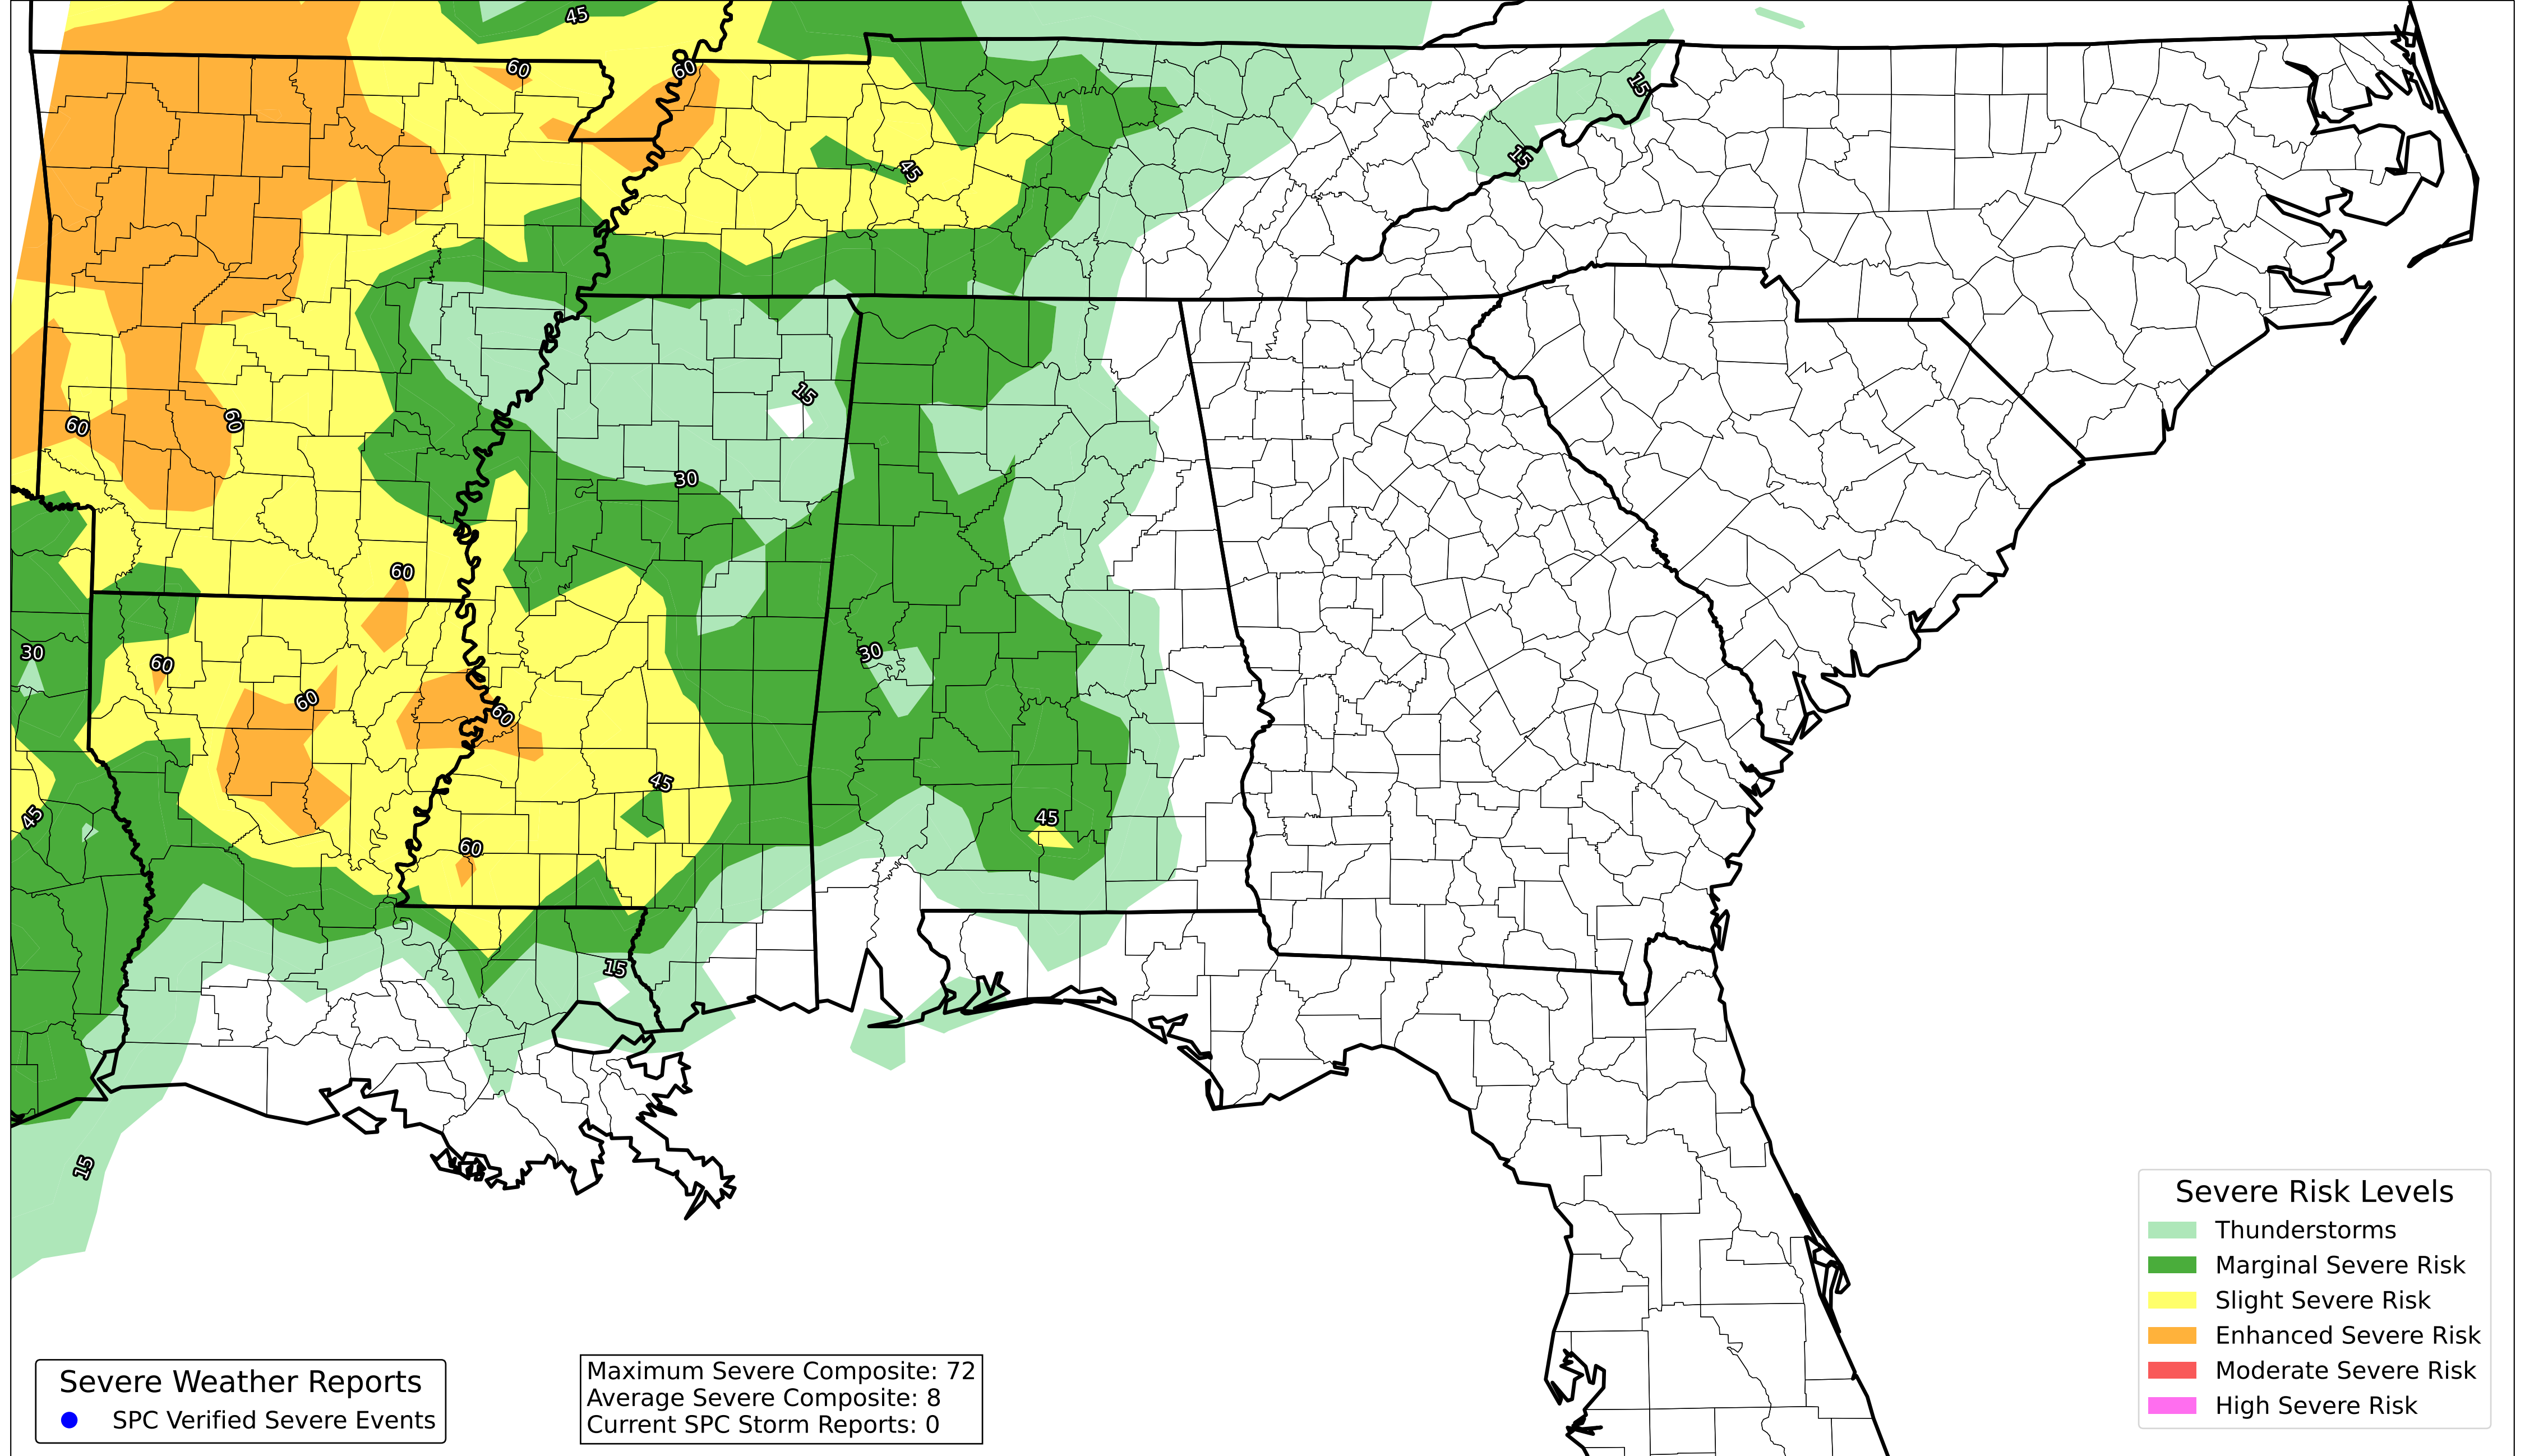 45
60
60
15
15
45
15
60
60
30
60
30
60
30
60
60
45
45
45
60
15
15
Severe Risk Levels
Thunderstorms
Marginal Severe Risk
Slight Severe Risk
Enhanced Severe Risk
Moderate Severe Risk
High Severe Risk
Severe Weather Reports
SPC Verified Severe Events
Maximum Severe Composite: 72
Average Severe Composite: 8
Current SPC Storm Reports: 0